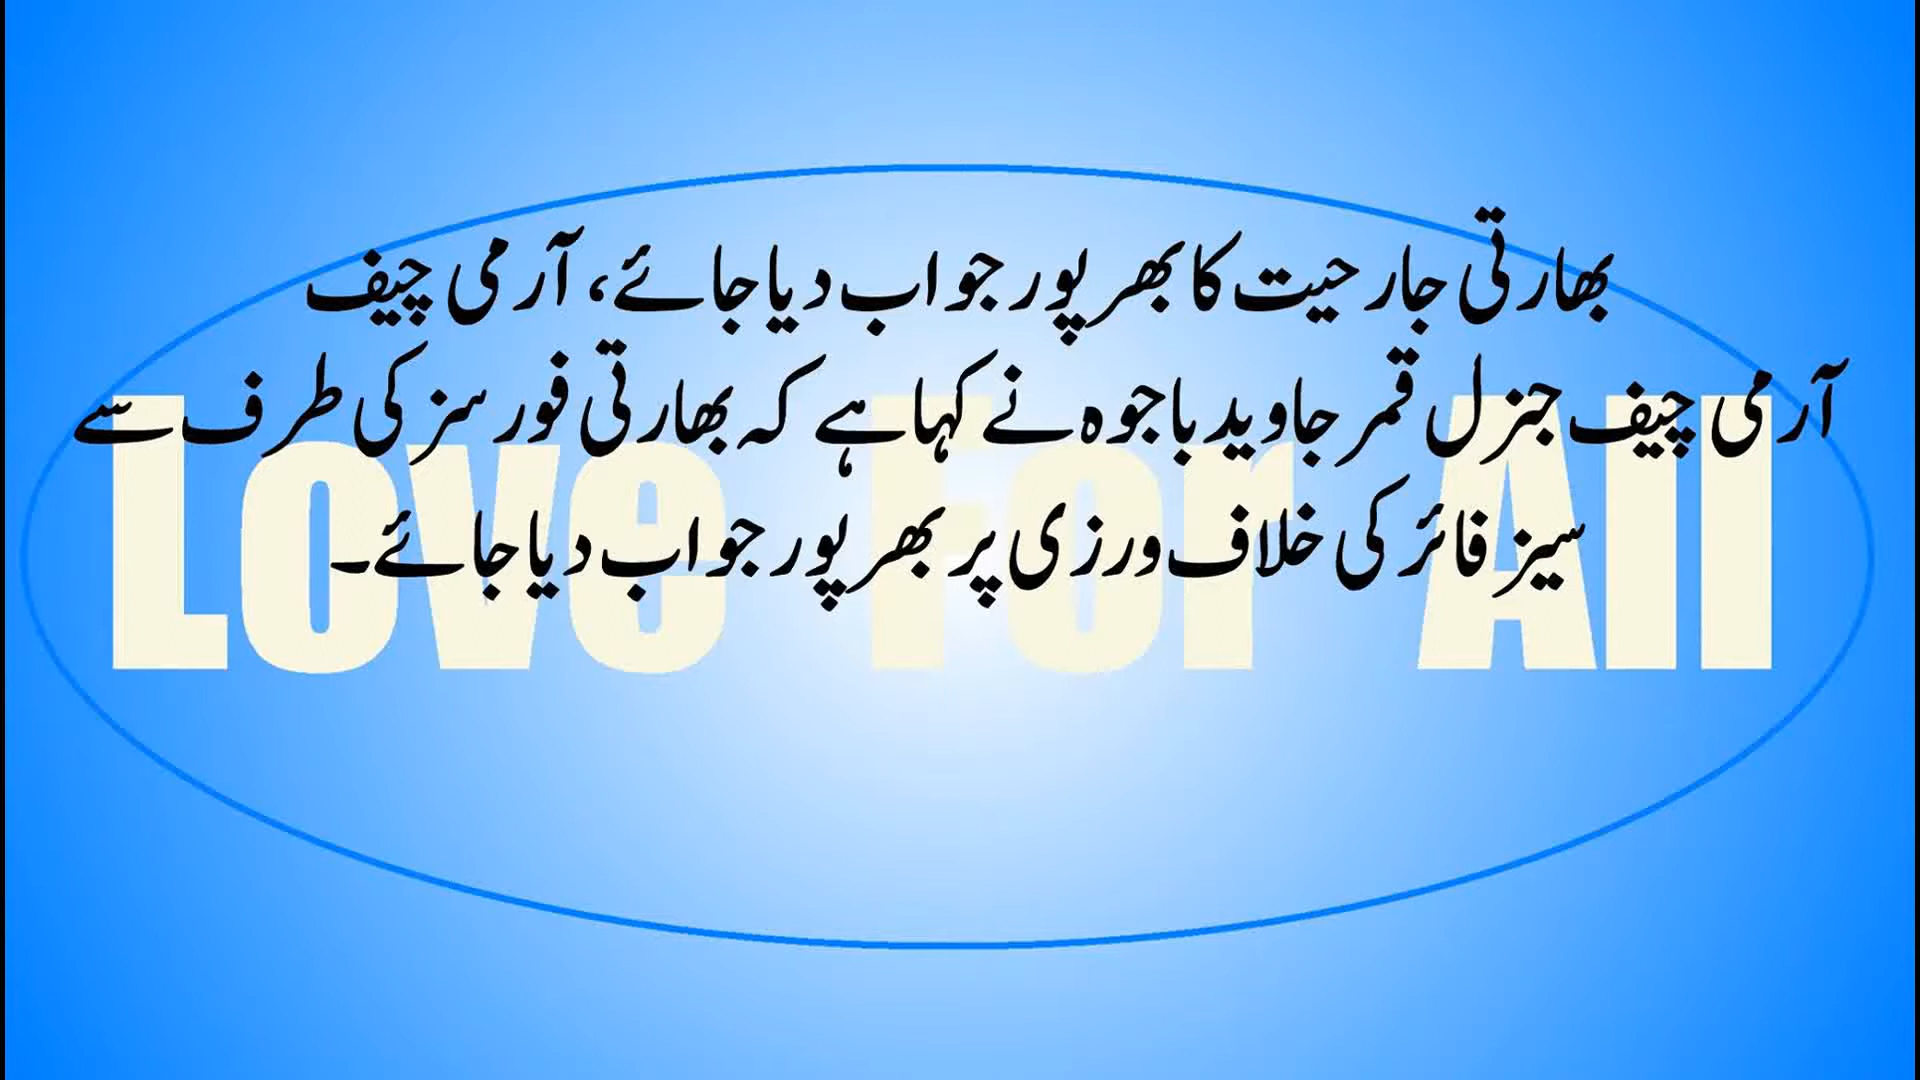 بھارتی جارحیت کا بھرپور جواب دیا جائے، آرمی چیف
آرمی چیف جنرل قمر جاوید باجوہ نے کہا ہے کہ بھارتی فورسز کی طرف سے
سیز فائر کی خلاف ورزی پر بھرپور جواب دیا جائے۔
Love For All